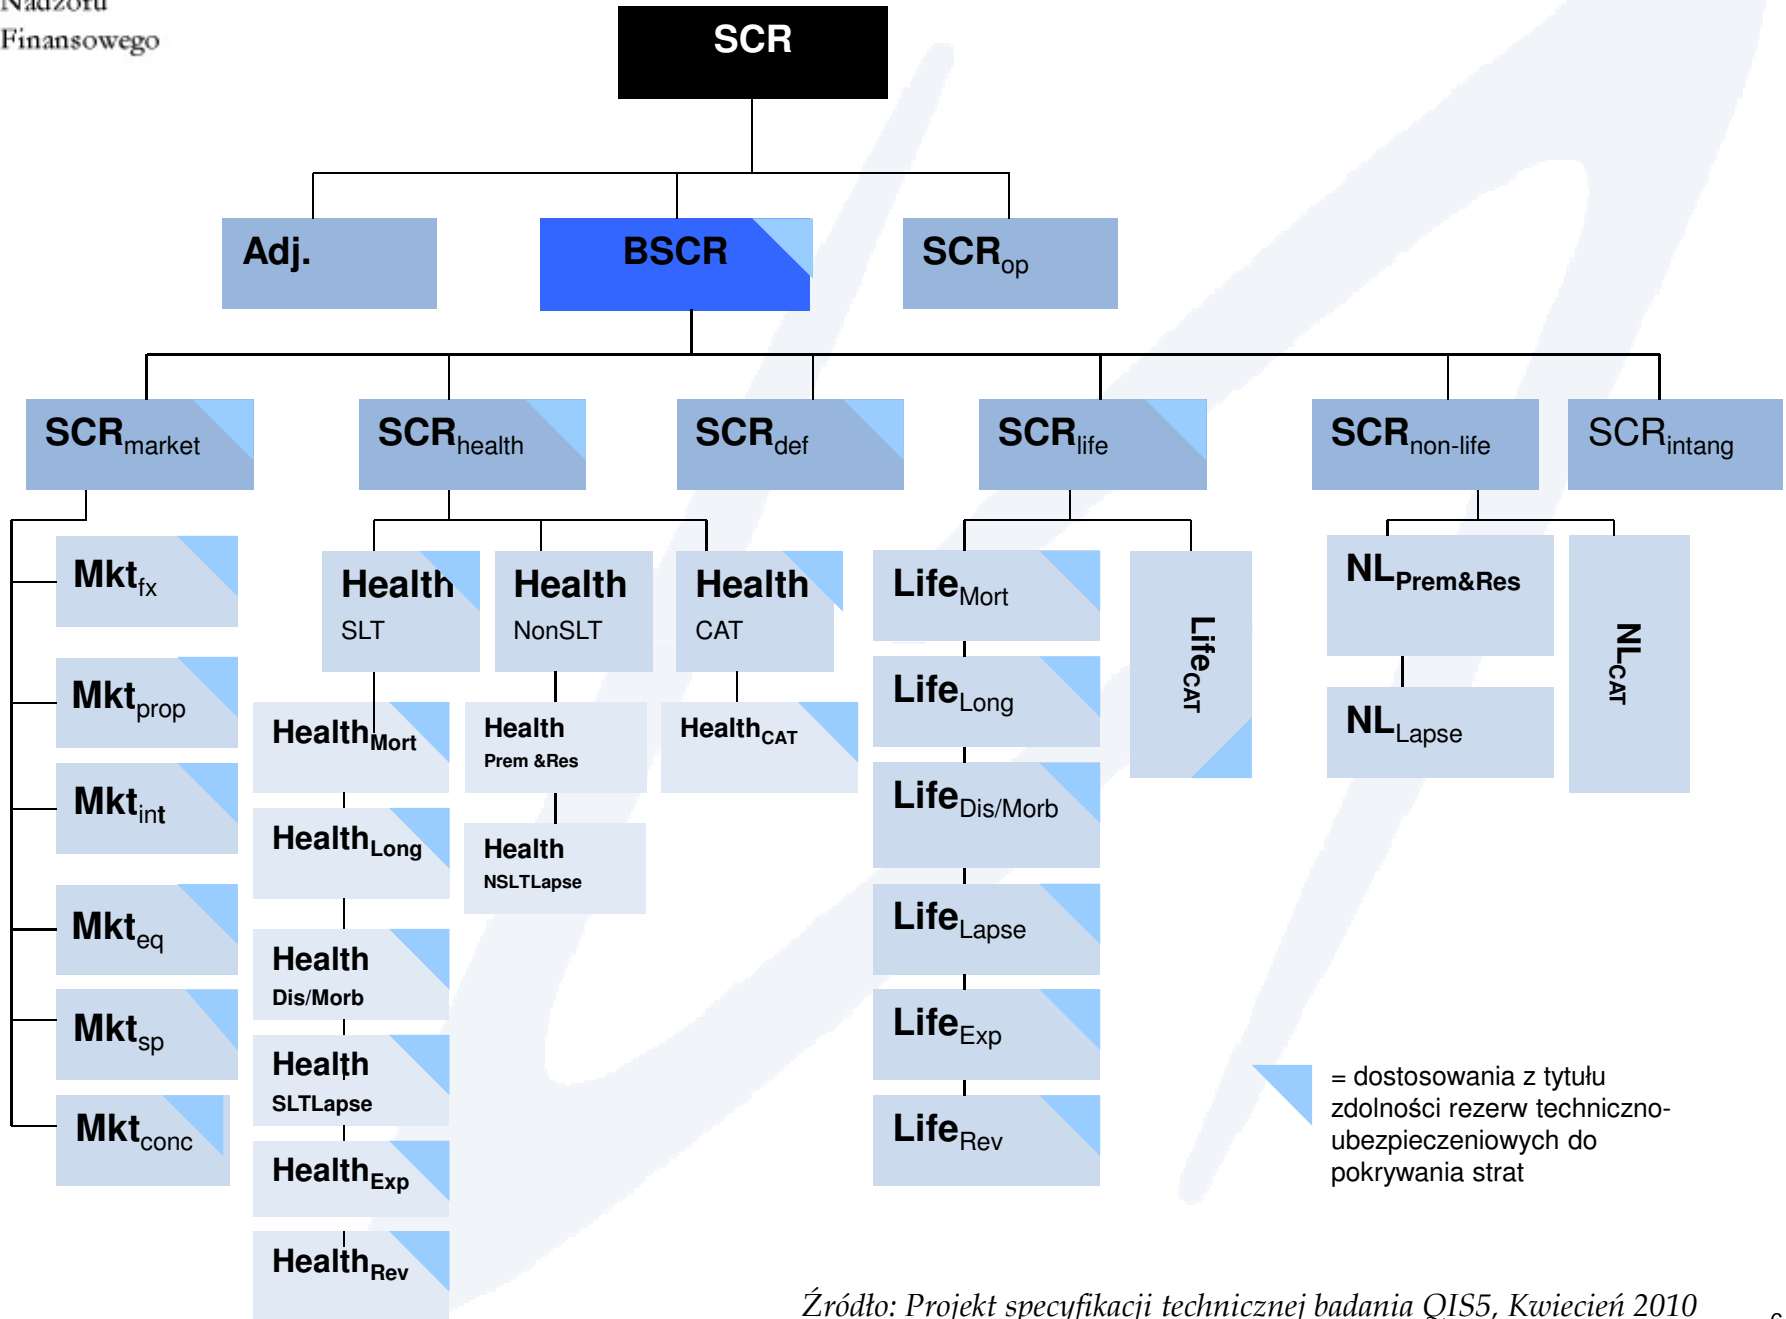 Nadzoru
Finansowego
SCR
Adj.
BSCR
SCRop
SCRmarket
SCRhealth
SCRdef
SCRlife
SCRnon-life
SCRintang
Mktfx
Mktprop
Mktint
Mkteq
Mktsp
Mktconc
Health
SLT
Health
NonSLT
Health
CAT
HealthMort
HealthLong
Health
Dis/Morb
Health
SLTLapse
HealthExp
HealthRev
Health
Prem &Res
Health
NSLTLapse
HealthCAT
LifeMort
LifeLong
LifeDis/Morb
LifeLapse
LifeExp
LifeRev
LifeCAT
NLPrem&Res
NLLapse
NLCAT
= dostosowania z tytułu
zdolności rezerw techniczno-
ubezpieczeniowych do
pokrywania strat
Źródło: Projekt specyfikacji technicznej badania QIS5, Kwiecień 2010